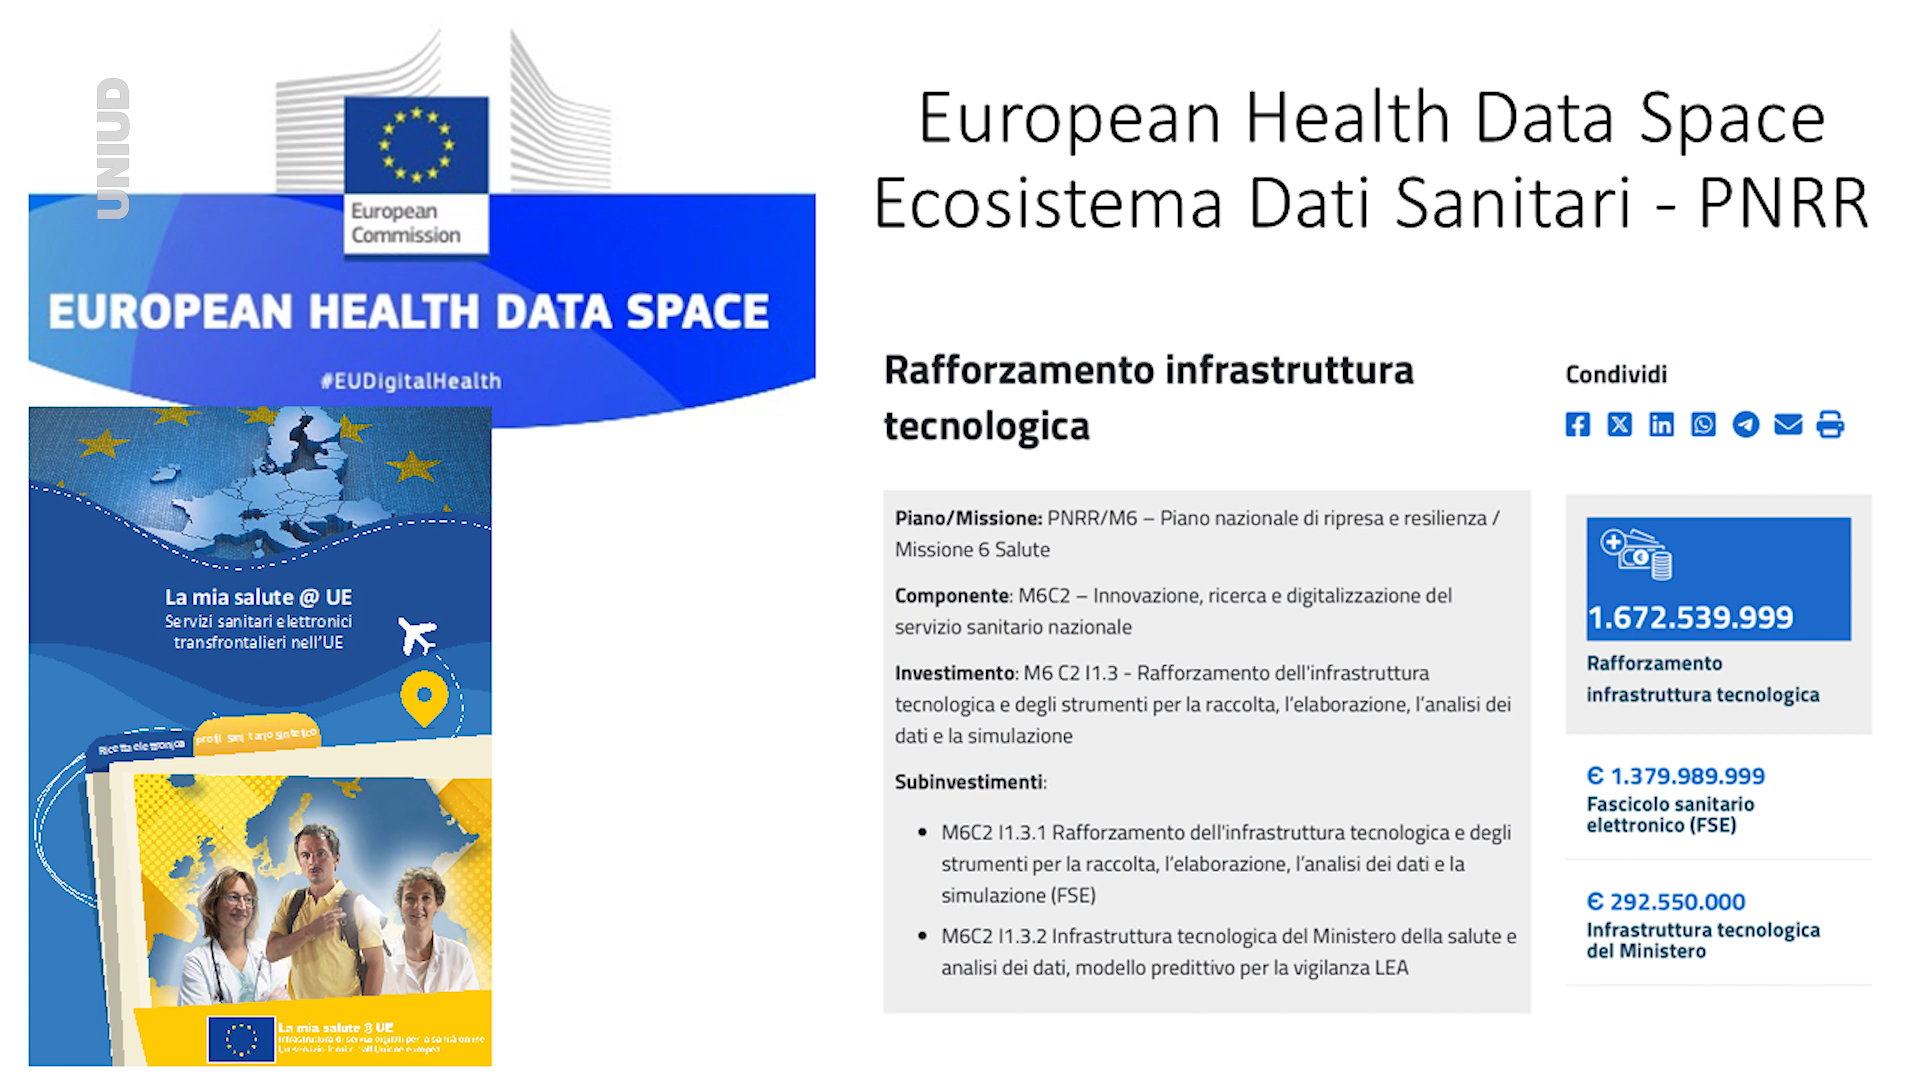 UNIUD
European
Commission
EUROPEAN HEALTH DATA SPACE
#EUDigitalHealth
La mia salute @ UE
Servizi sanitari elettronici
transfrontalieri nell'UE
Ricetta elettronica
profil Sanitario Sintetico
La mia salute @ UE
European Health Data Space
Ecosistema Dati Sanitari - PNRR
Rafforzamento infrastruttura
tecnologica
Piano/Missione: PNRR/M6 – Piano nazionale di ripresa e resilienza /
Missione 6 Salute
Componente: M6C2 – Innovazione, ricerca e digitalizzazione del
servizio sanitario nazionale
Investimento: M6 C2 I1.3 - Rafforzamento dell'infrastruttura
tecnologica e degli strumenti per la raccolta, l'elaborazione, l'analisi dei
dati e la simulazione
Subinvestimenti:
• M6C2 I1.3.1 Rafforzamento dell'infrastruttura tecnologica e degli
strumenti per la raccolta, l'elaborazione, l'analisi dei dati e la
simulazione (FSE)
• M6C2 I1.3.2 Infrastruttura tecnologica del Ministero della salute e
analisi dei dati, modello predittivo per la vigilanza LEA
Condividi
1.672.539.999
Rafforzamento
infrastruttura tecnologica
€ 1.379.989.999
Fascicolo sanitario
elettronico (FSE)
€ 292.550.000
Infrastruttura tecnologica
del Ministero